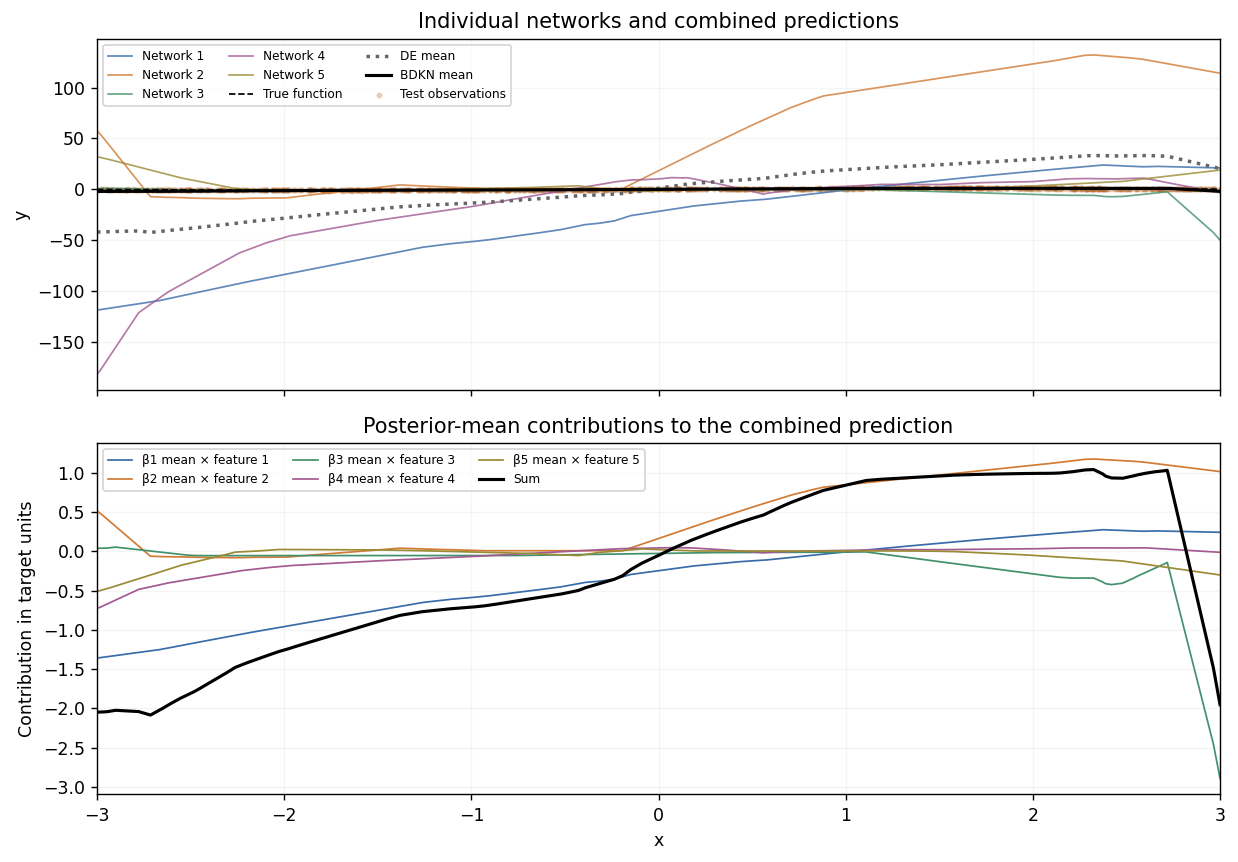 Individual networks and combined predictions
Network 1
Network 2
Network 3
Network 4
Network 5
True function
DE mean
BDKN mean
Test observations
100
50
0
−50
−100
−150
y
Posterior-mean contributions to the combined prediction
β1 mean × feature 1
β2 mean × feature 2
β3 mean × feature 3
β4 mean × feature 4
β5 mean × feature 5
Sum
1.0
0.5
0.0
−0.5
−1.0
−1.5
−2.0
−2.5
−3.0
Contribution in target units
−3 −2 −1 0 1 2 3
x